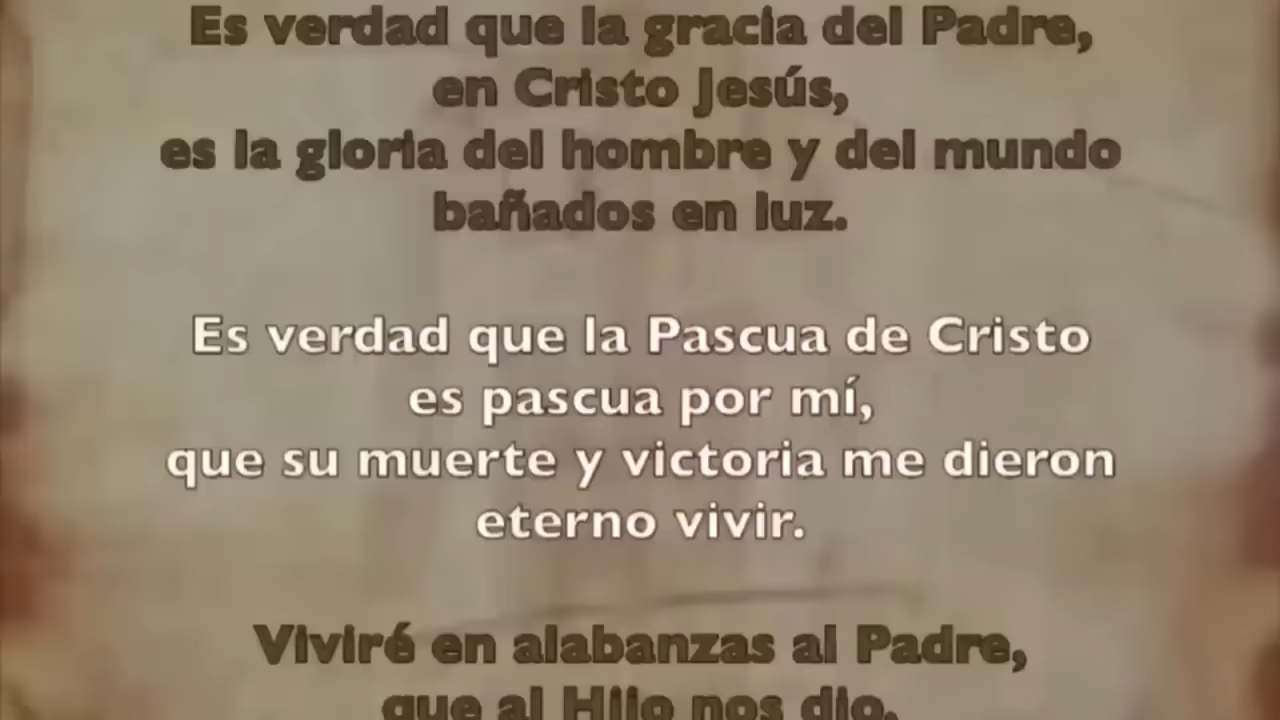 Es verdad que la gracia del Padre,
en Cristo Jesús,
es la gloria del hombre y del mundo
bañados en luz.
Es verdad que la Pascua de Cristo
es pascua por mí,
que su muerte y victoria me dieron
eterno vivir.
Viviré en alabanzas al Padre,
que al Hijo nos dio,